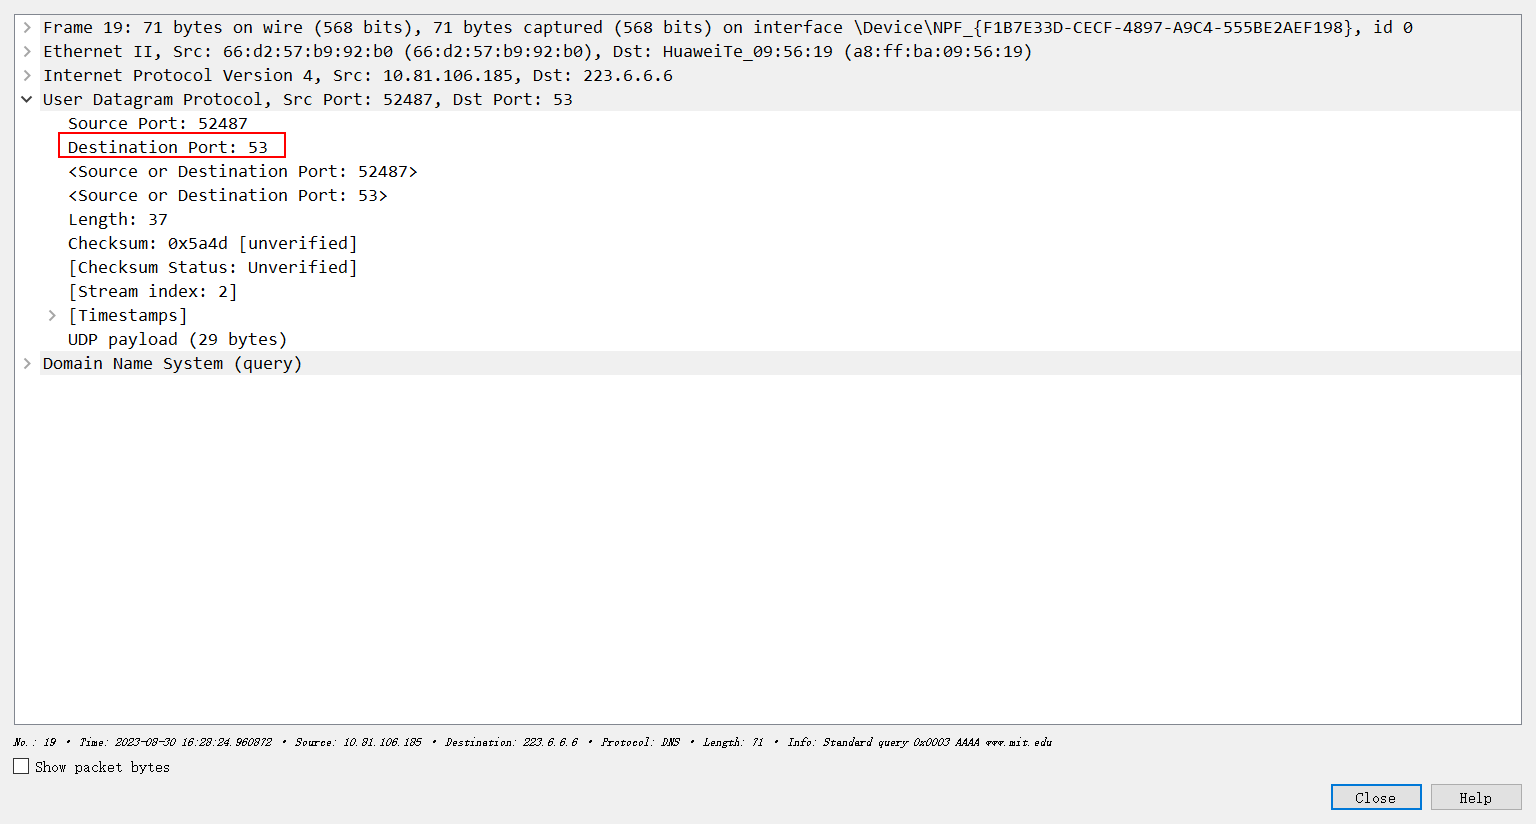 Frame 19: 71 bytes on wire (568 bits), 71 bytes captured (568 bits) on interface \Device\NPF_{F1B7E33D-CECF-4897-A9C4-555BE2AEF198}, id 0
Ethernet II, Src: 66:d2:57:b9:92:b0 (66:d2:57:b9:92:b0), Dst: HuaweiTe_09:56:19 (a8:ff:ba:09:56:19)
Internet Protocol Version 4, Src: 10.81.106.185, Dst: 223.6.6.6
User Datagram Protocol, Src Port: 52487, Dst Port: 53
Source Port: 52487
Destination Port: 53
<Source or Destination Port: 52487>
<Source or Destination Port: 53>
Length: 37
Checksum: 0x5a4d [unverified]
[Checksum Status: Unverified]
[Stream index: 2]
[Timestamps]
UDP payload (29 bytes)
Domain Name System (query)
No.: 19 · Time: 2023-08-30 16:28:24.960872 · Source: 10.81.106.185 · Destination: 223.6.6.6 · Protocol: DNS · Length: 71 · Info: Standard query 0x0003 AAAA www.mit.edu
Show packet bytes
Close
Help